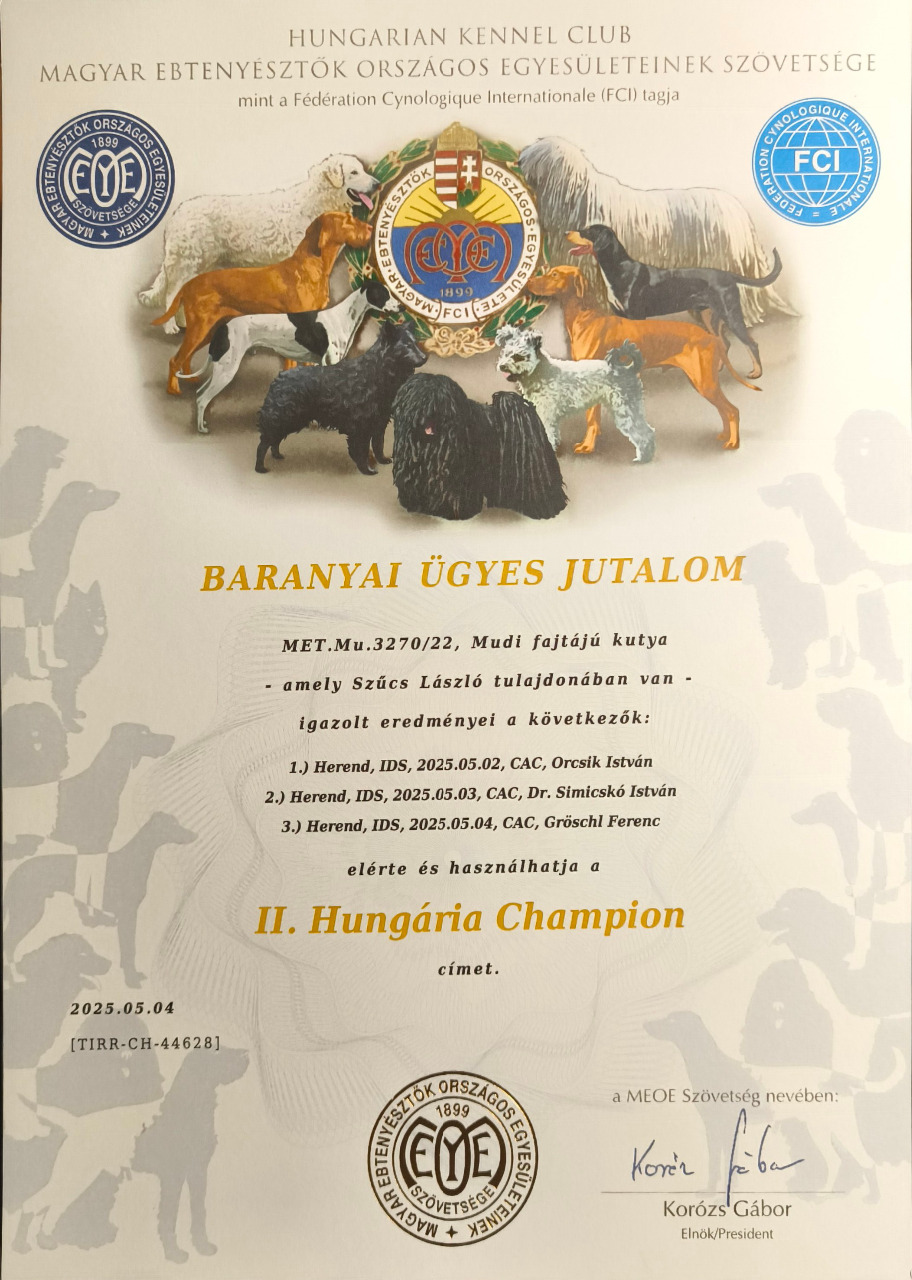 HUNGARIAN KENNEL CLUB
MAGYAR EBTENYÉSZTŐK ORSZÁGOS EGYESÜLETEINEK SZÖVETSÉGE
mint a Fédération Cynologique Internationale (FCI) tagja
MAGYAR EBTENYÉSZTŐK ORSZÁGOS EGYESÜLETEINEK
1899
EYE
SZÖVETSÉGE
FEDERATION CYNOLOGIQUE INTERNATIONALE
FCI
MAGYAR·EBTENYÉSZTŐK ORSZÁGOS·EGYESÜLETE
MEOE
1899
FCI
BARANYAI ÜGYES JUTALOM
MET.Mu.3270/22, Mudi fajtájú kutya
- amely Szűcs László tulajdonában van -
igazolt eredményei a következők:
1.) Herend, IDS, 2025.05.02, CAC, Orcsik István
2.) Herend, IDS, 2025.05.03, CAC, Dr. Simicskó István
3.) Herend, IDS, 2025.05.04, CAC, Gröschl Ferenc
elérte és használhatja a
II. Hungária Champion
címet.
2025.05.04
[TIRR-CH-44628]
MAGYAR EBTENYÉSZTŐK ORSZÁGOS EGYESÜLETEINEK
1899
EYE
SZÖVETSÉGE
a MEOE Szövetség nevében:
Korózs Gábor
Elnök/President